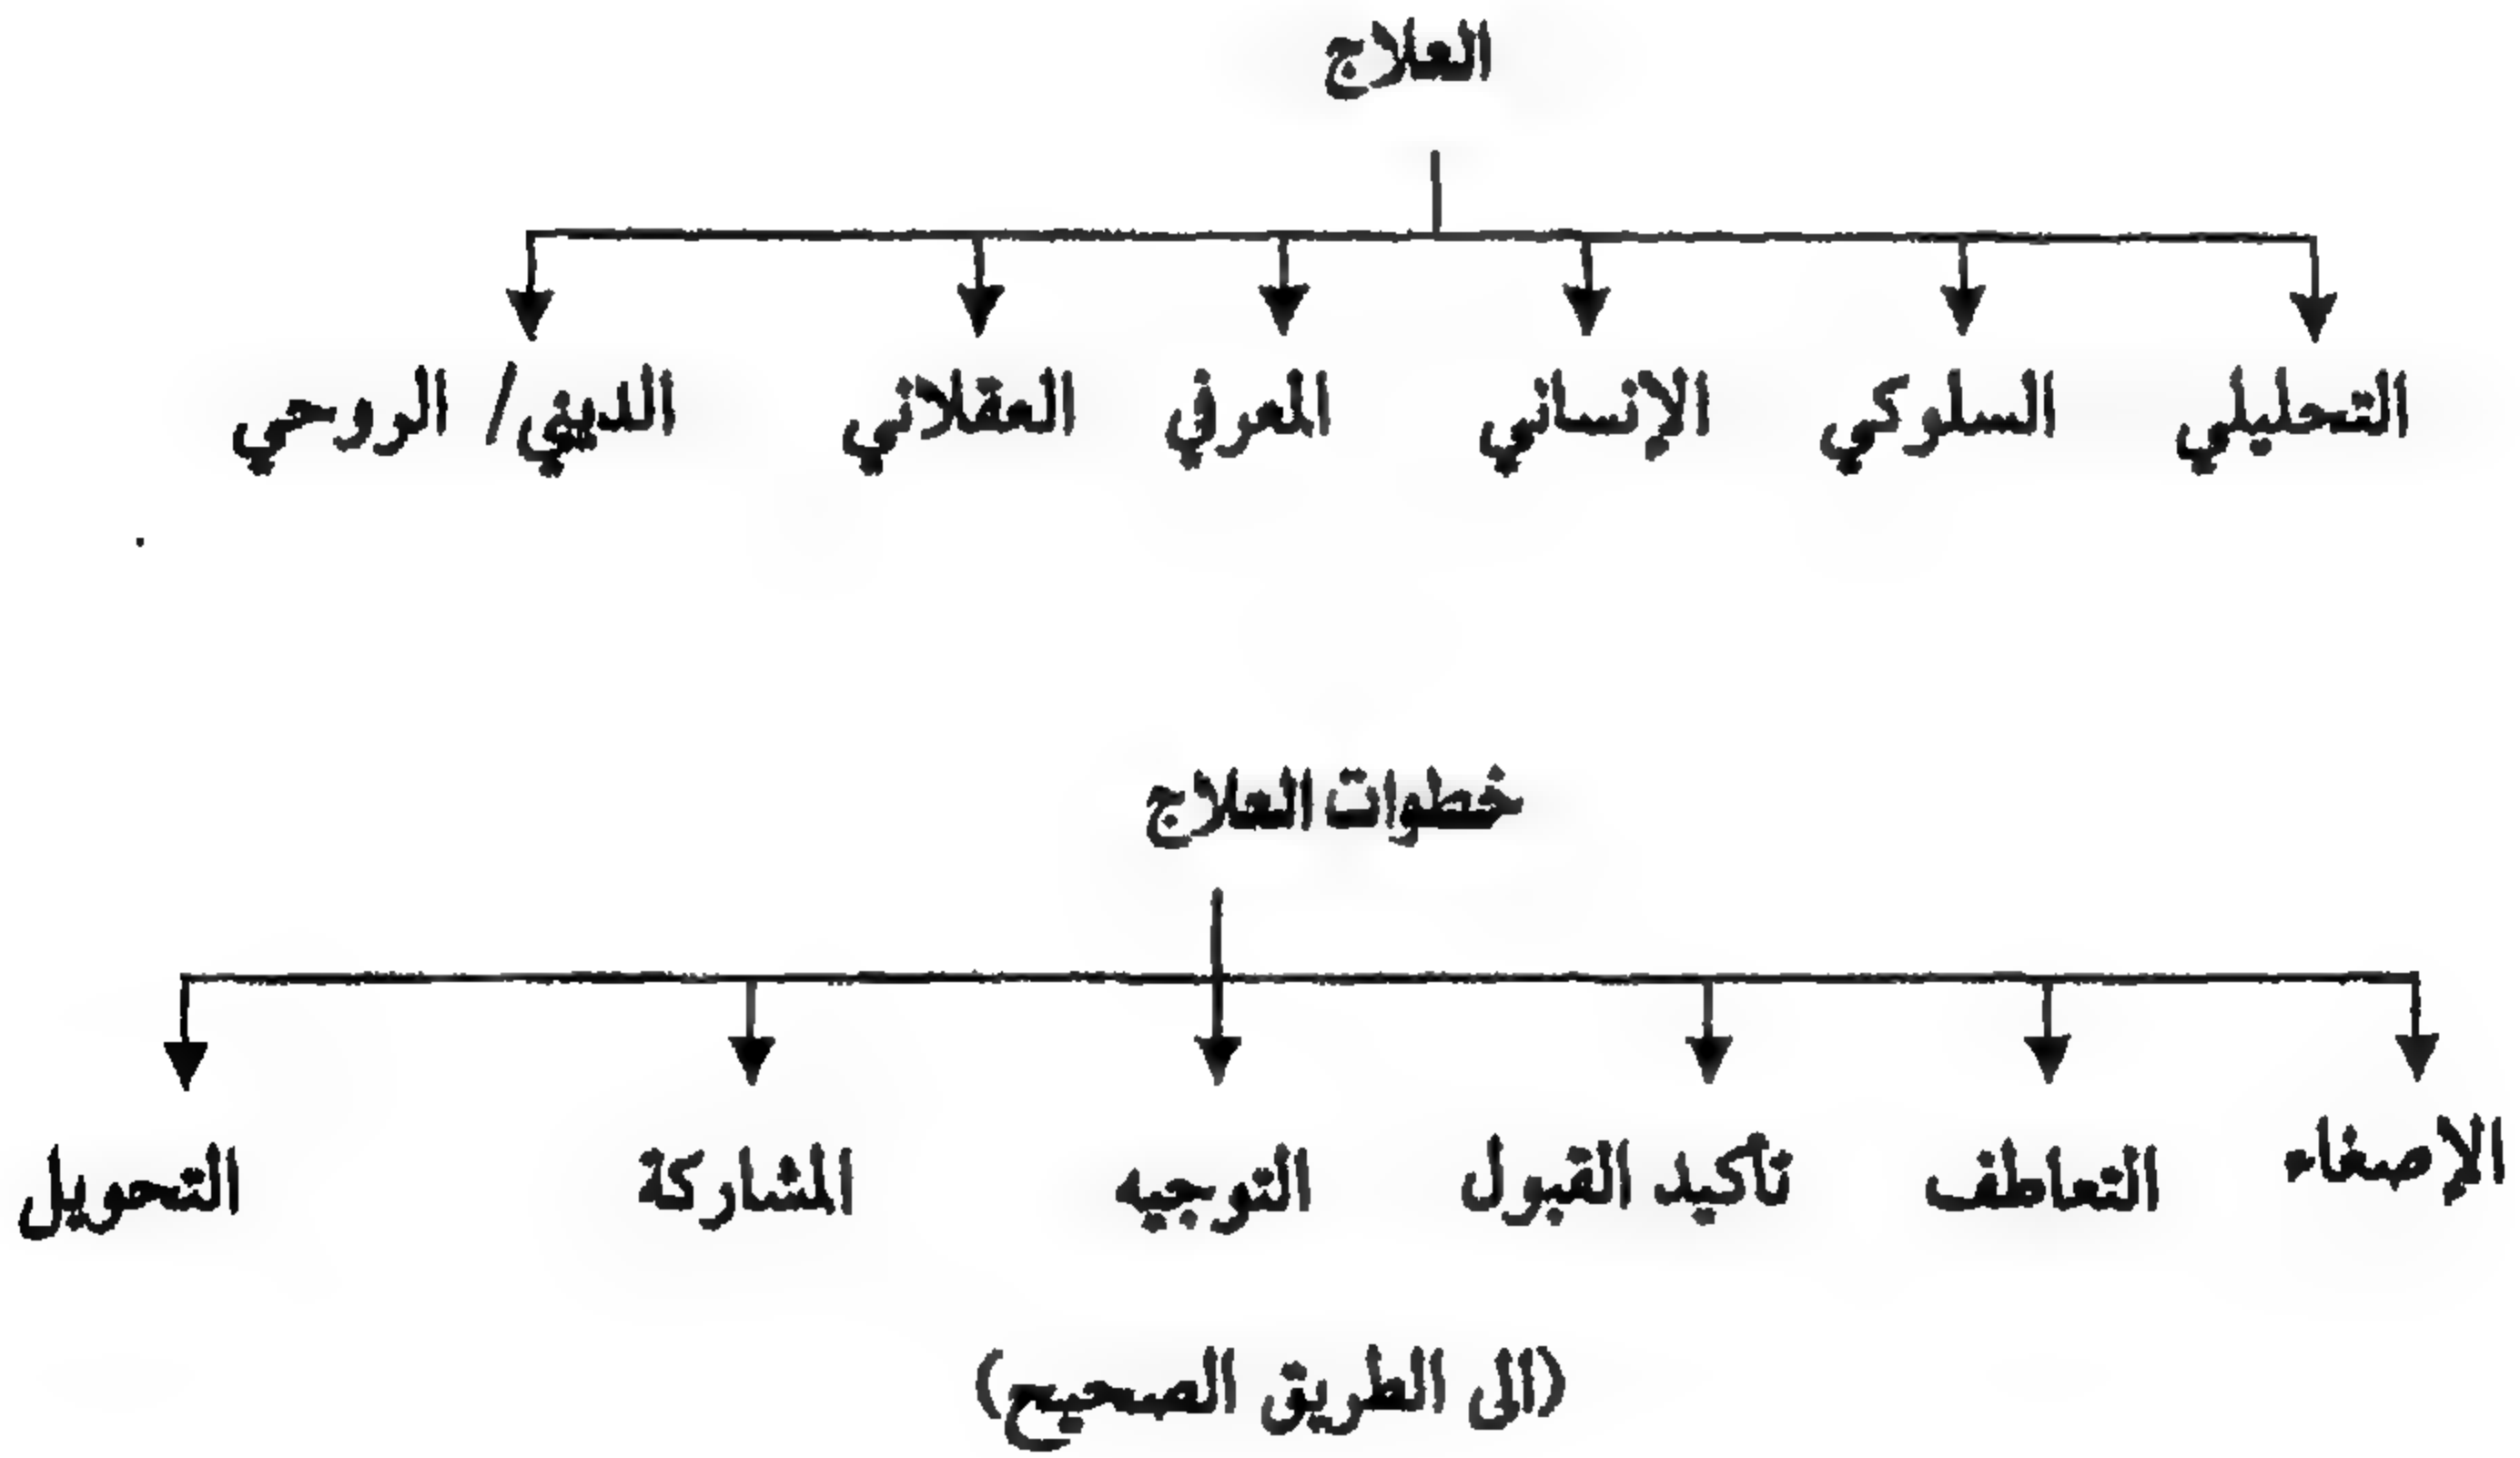 العلاج
التحليلي السلوكي الإنساني المعرفي العقلاني الديني/ الروحي
خطوات العلاج
الإصغاء التعاطف تأكيد القبول التوجيه المشاركة التحويل
(الى الطريق الصحيح)